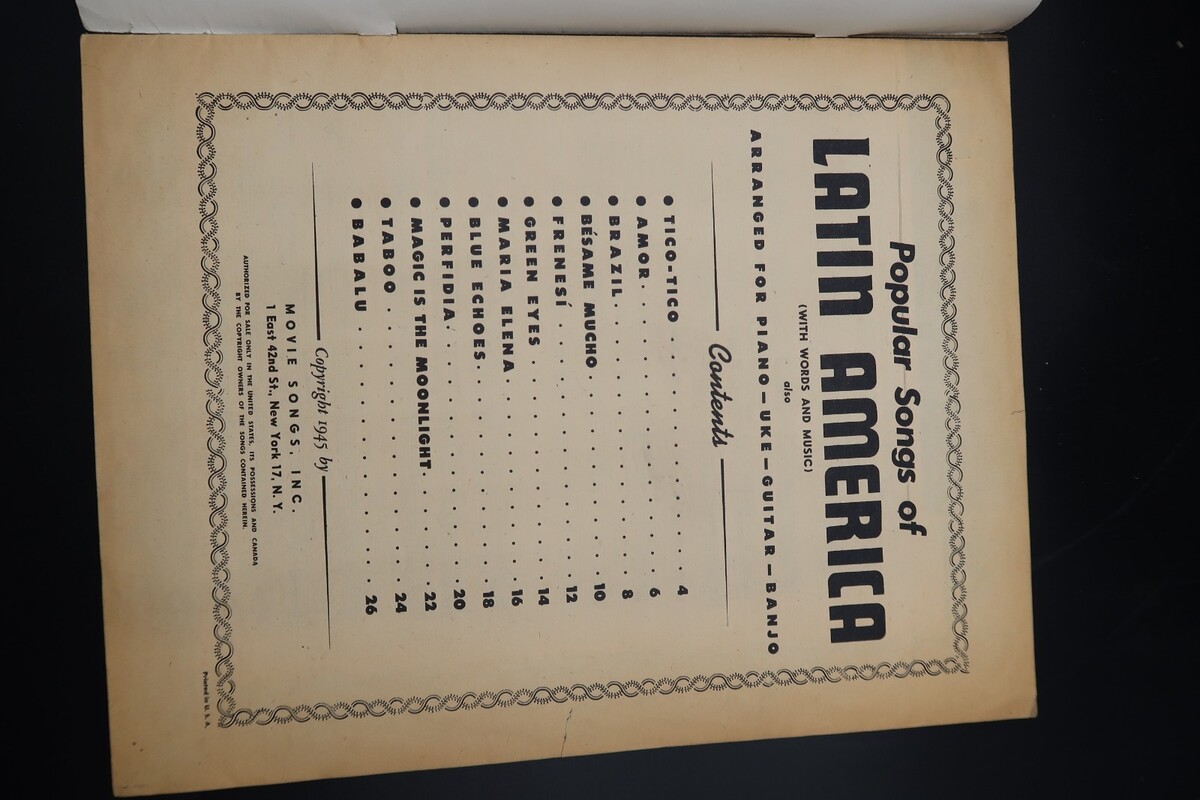 Popular Songs of
LATIN AMERICA
(WITH WORDS AND MUSIC)
also
ARRANGED FOR PIANO—UKE—GUITAR—BANJO
Contents
● TICO-TICO . . . . . . . . . . . 4
● AMOR . . . . . . . . . . . . . 6
● BRAZIL . . . . . . . . . . . . 8
● BÉSAME MUCHO . . . . . . . . . 10
● FRENESÍ . . . . . . . . . . . 12
● GREEN EYES . . . . . . . . . . 14
● MARIA ELENA . . . . . . . . . 16
● BLUE ECHOES . . . . . . . . . 18
● PERFIDIA . . . . . . . . . . . 20
● MAGIC IS THE MOONLIGHT . . . . 22
● TABOO . . . . . . . . . . . . 24
● BABALU . . . . . . . . . . . . 26
Copyright 1945 by
MOVIE SONGS, INC.
1 East 42nd St., New York 17, N. Y.
AUTHORIZED FOR SALE ONLY IN THE UNITED STATES, ITS POSSESSIONS AND CANADA
BY THE COPYRIGHT OWNERS OF THE SONGS CONTAINED HEREIN.
Printed in U. S. A.